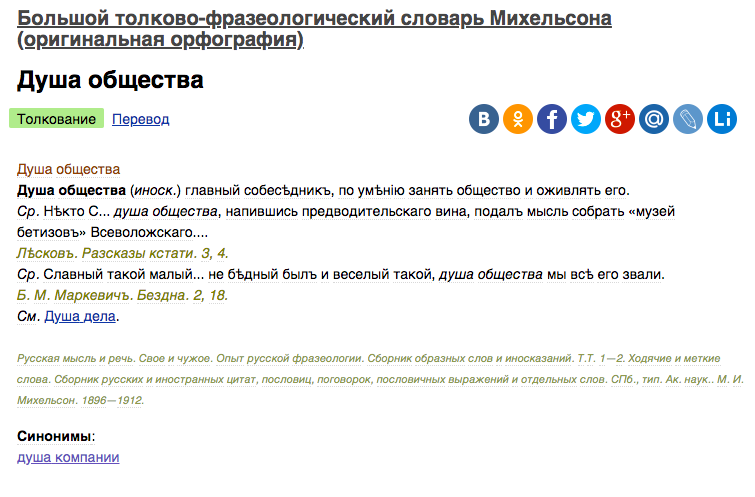 Большой толково-фразеологический словарь Михельсона
(оригинальная орфография)
Душа общества
Толкование Перевод
В f g+ @ Li
Душа общества
Душа общества (иноск.) главный собесѣдникъ, по умѣнію занять общество и оживлять его.
Ср. Нѣкто С... душа общества, напившись предводительскаго вина, подалъ мысль собрать «музей
бетизовъ» Всеволожскаго....
Лѣсковъ. Разсказы кстати. 3, 4.
Ср. Славный такой малый... не бѣдный былъ и веселый такой, душа общества мы всѣ его звали.
Б. М. Маркевичъ. Бездна. 2, 18.
См. Душа дела.
Русская мысль и речь. Свое и чужое. Опыт русской фразеологии. Сборник образных слов и иносказаний. Т.Т. 1—2. Ходячие и меткие
слова. Сборник русских и иностранных цитат, пословиц, поговорок, пословичных выражений и отдельных слов. СПб., тип. Ак. наук.. М. И.
Михельсон. 1896—1912.
Синонимы:
душа компании